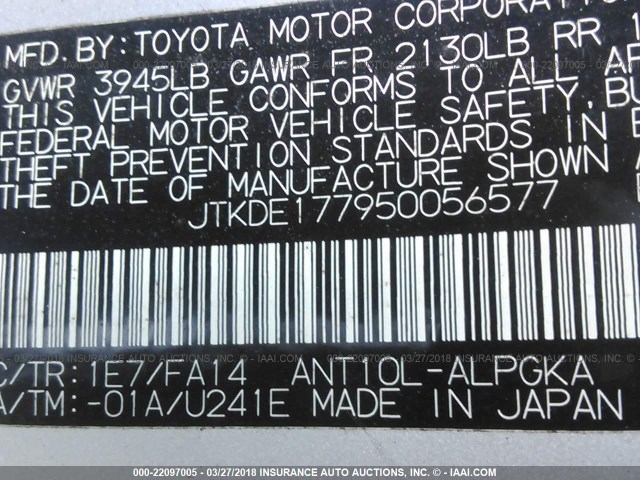 MFD. BY: TOYOTA MOTOR CORPORATION
GVWR 3945LB GAWR FR 2130LB RR
THIS VEHICLE CONFORMS TO ALL
FEDERAL MOTOR VEHICLE SAFETY,
THEFT PREVENTION STANDARDS IN
THE DATE OF MANUFACTURE SHOWN
JTKDE177950056577
C/TR: 1E7/FA14 ANT10L-ALPGKA
A/TM: -01A/U241E MADE IN JAPAN
000-22097005 - 03/27/2018 INSURANCE AUTO AUCTIONS, INC. - © - IAAI.COM